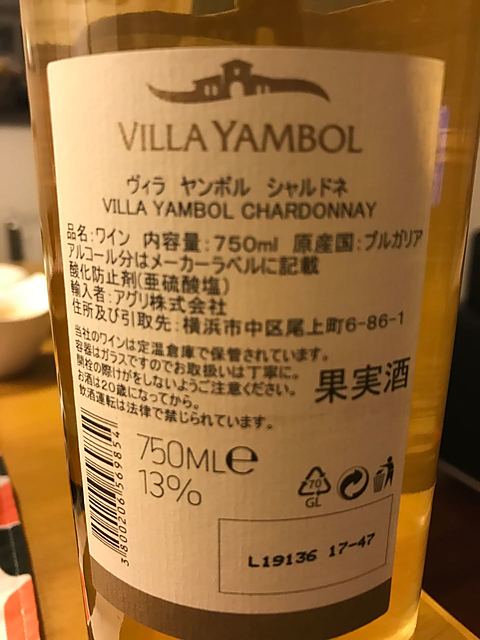 VILLA YAMBOL
ヴィラ ヤンボル シャルドネ
VILLA YAMBOL CHARDONNAY
品名:ワイン 内容量:750ml 原産国:ブルガリア
アルコール分はメーカーラベルに記載
酸化防止剤(亜硫酸塩)
輸入者:アグリ株式会社
住所及び引取先:横浜市中区尾上町6-86-1
当社のワインは定温倉庫で保管されています。
容器はガラスですのでお取扱いは丁寧に。
開栓の際けがをしないようご注意ください。
お酒は20歳になってから。
飲酒運転は法律で禁じられています。
果実酒
750MLe
13%
3800206569854
70
GL
L19136 17-47